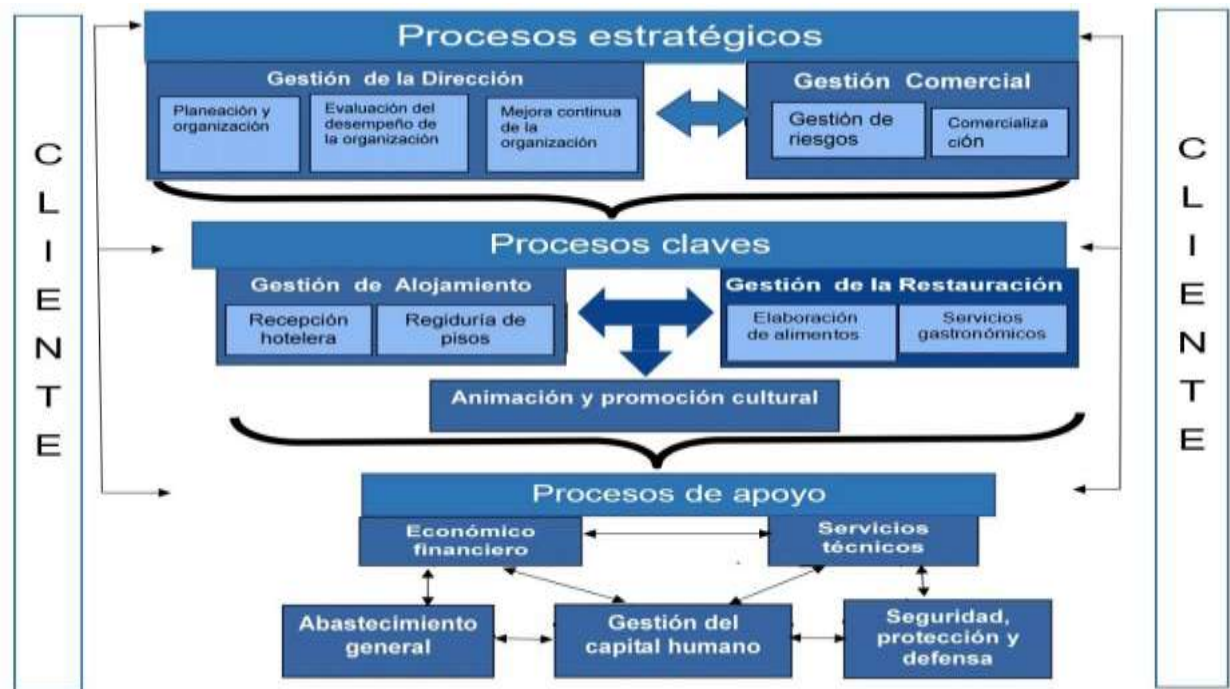 CLIENTE
Procesos estratégicos
Gestión de la Dirección
Planeación y
organización
Evaluación del
desempeño de
la organización
Mejora continua
de la
organización
Gestión Comercial
Gestión de
riesgos
Comercializa
ción
Procesos claves
Gestión de Alojamiento
Recepción
hotelera
Regiduría de
pisos
Gestión de la Restauración
Elaboración
de alimentos
Servicios
gastronómicos
Animación y promoción cultural
Procesos de apoyo
Económico
financiero
Servicios
técnicos
Abastecimiento
general
Gestión del
capital humano
Seguridad,
protección y
defensa
CLIENTE